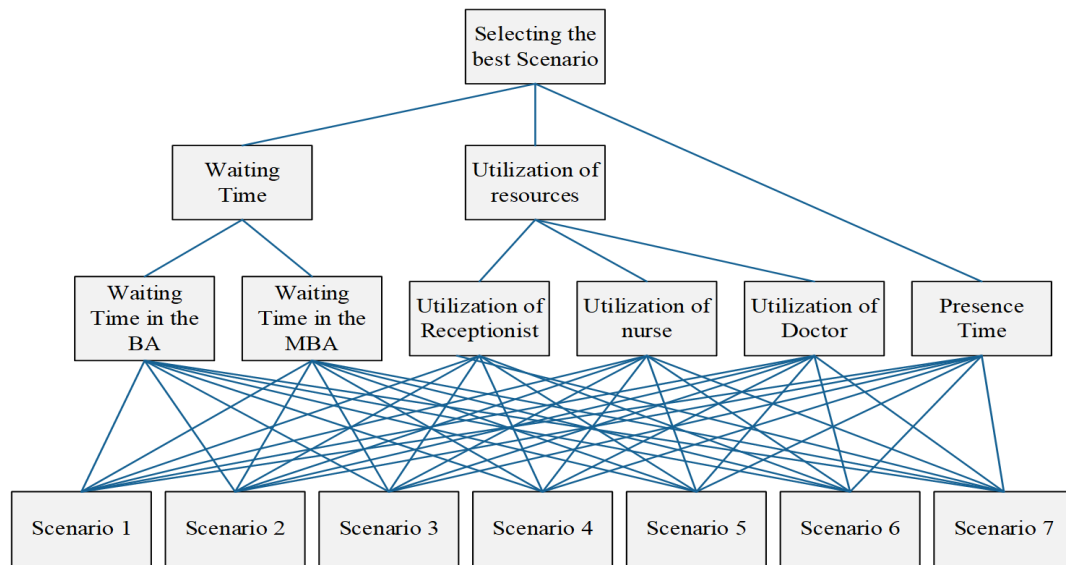 Selecting the
best Scenario
Waiting
Time
Utilization of
resources
Waiting
Time in the
BA
Waiting
Time in the
MBA
Utilization of
Receptionist
Utilization of
nurse
Utilization of
Doctor
Presence
Time
Scenario 1
Scenario 2
Scenario 3
Scenario 4
Scenario 5
Scenario 6
Scenario 7